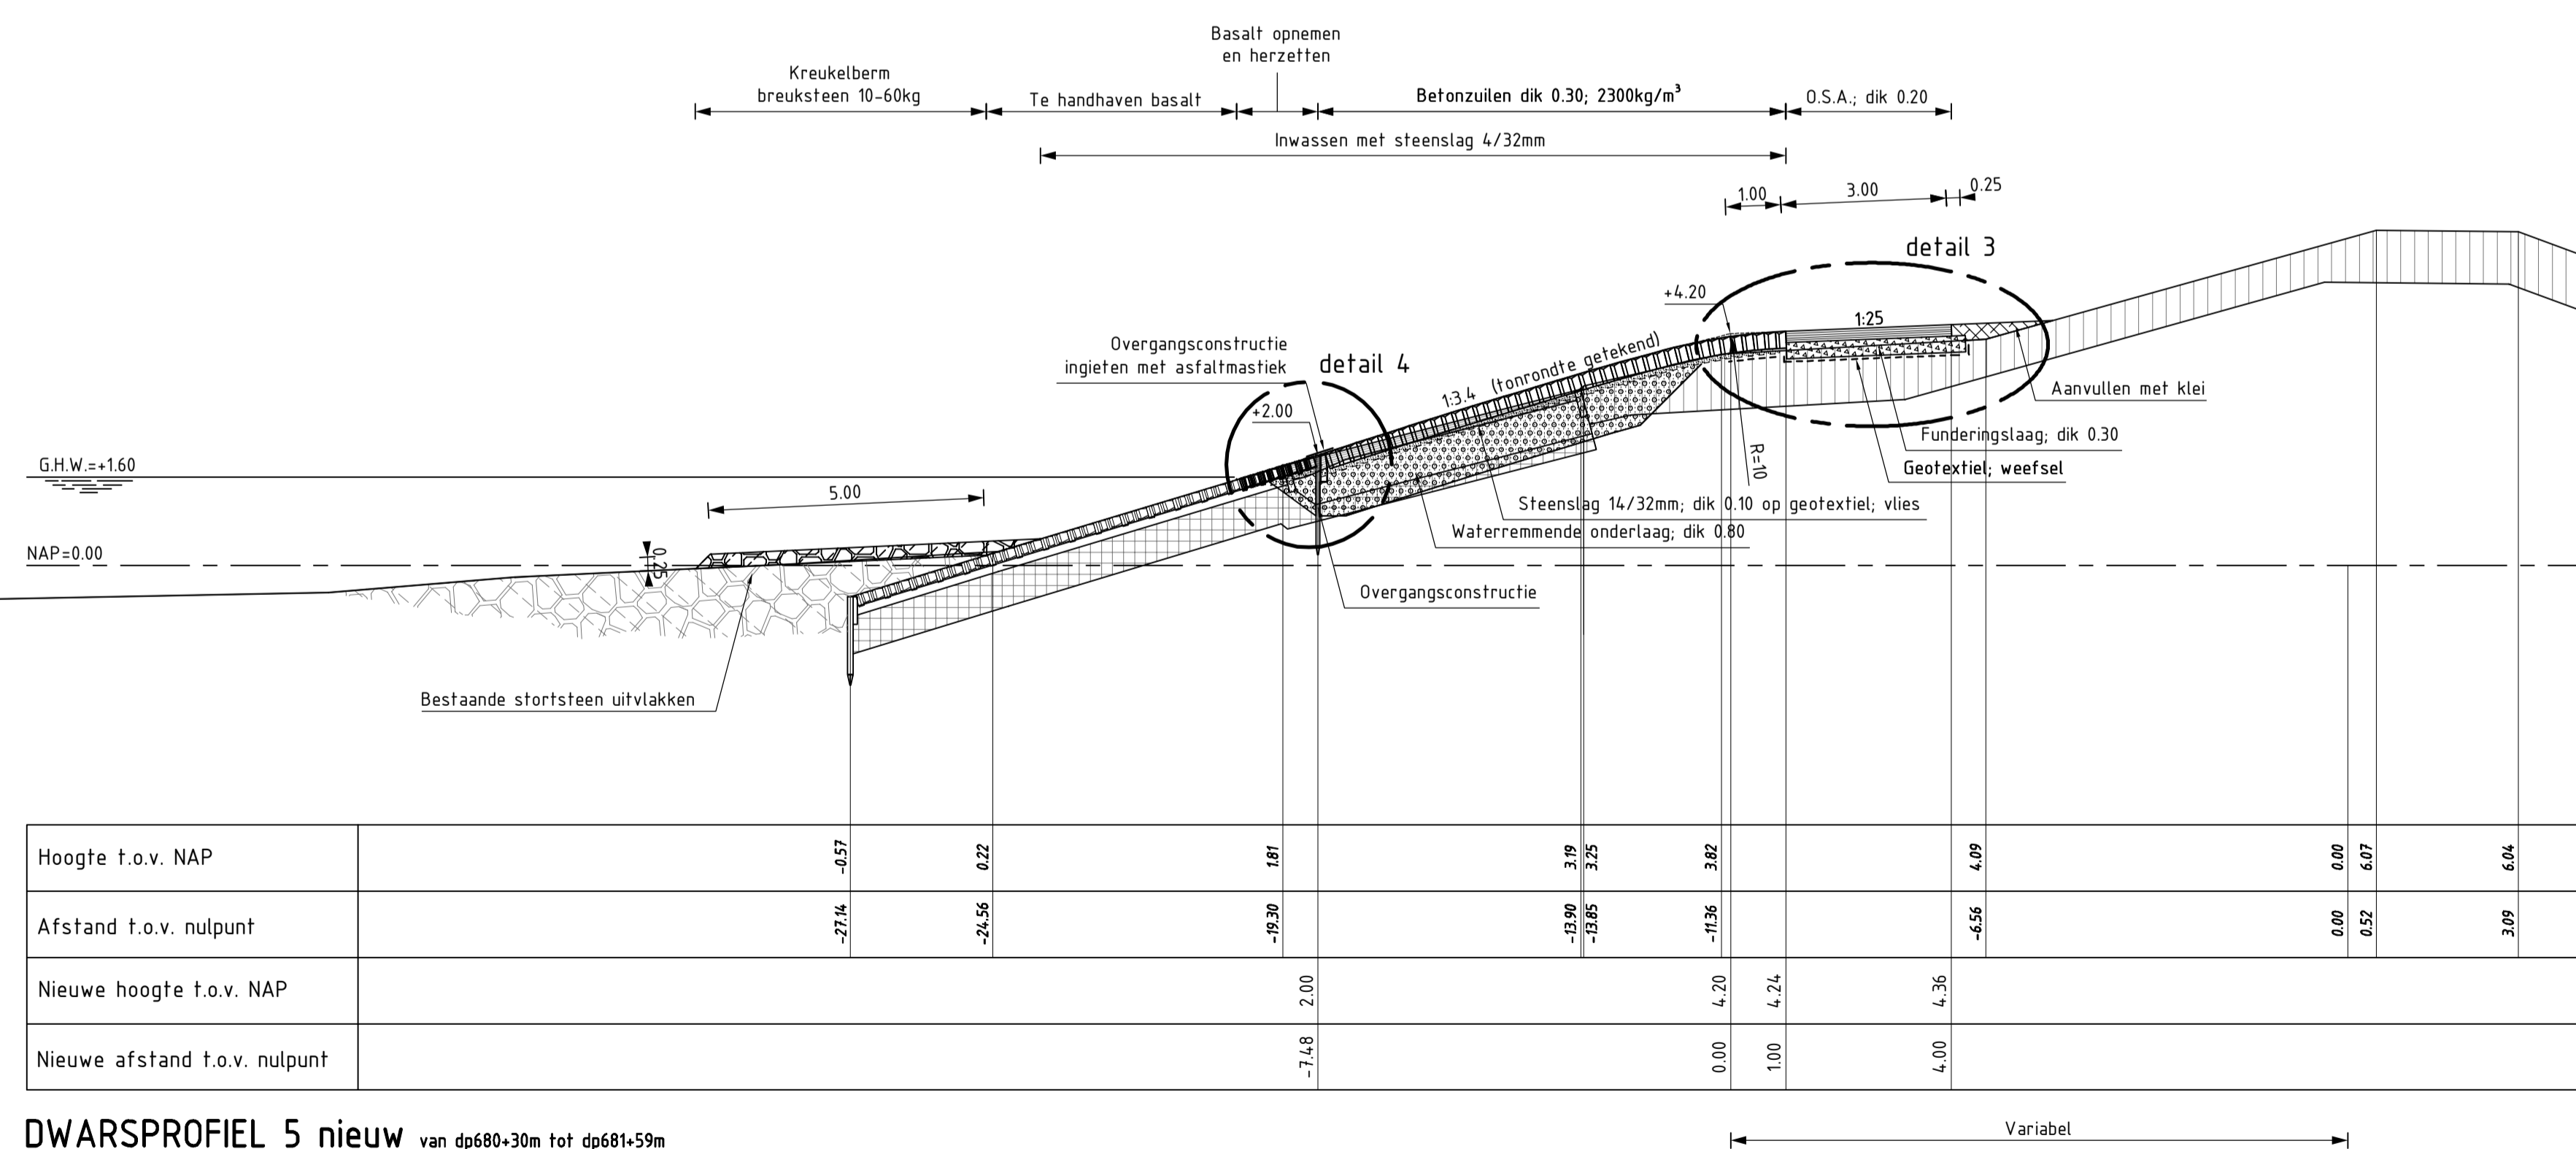 Basalt opnemen
en herzetten
Kreukelberm
breuksteen 10-60kg
Te handhaven basalt
Betonzuilen dik 0.30; 2300kg/m³
O.S.A.; dik 0.20
Inwassen met steenslag 4/32mm
1.00
3.00
0.25
detail 3
+4.20
1:25
Overgangsconstructie
ingieten met asfaltmastiek
detail 4
1:3.4 (tonrondte getekend)
+2.00
Aanvullen met klei
Funderingslaag; dik 0.30
Geotextiel; weefsel
R=10
G.H.W.=+1.60
5.00
Steenslag 14/32mm; dik 0.10 op geotextiel; vlies
Waterremmende onderlaag; dik 0.80
NAP=0.00
0.25
Overgangsconstructie
Bestaande stortsteen uitvlakken
Hoogte t.o.v. NAP
-0.57
0.22
1.81
3.19
3.25
3.82
4.09
0.00
6.07
6.04
Afstand t.o.v. nulpunt
-27.14
-24.56
-19.30
-13.90
-13.85
-11.36
-6.56
0.00
0.52
3.09
Nieuwe hoogte t.o.v. NAP
2.00
4.20
4.24
4.36
Nieuwe afstand t.o.v. nulpunt
-7.48
0.00
1.00
4.00
DWARSPROFIEL 5 nieuw van dp680+30m tot dp681+59m
Variabel